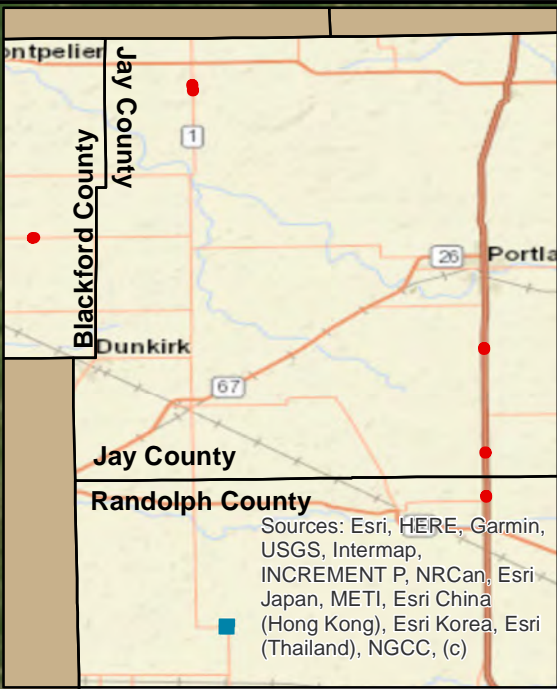 ontpelier
Jay County
1
Blackford County
26
Portla
Dunkirk
67
Jay County
Randolph County
Sources: Esri, HERE, Garmin,
USGS, Intermap,
INCREMENT P, NRCan, Esri
Japan, METI, Esri China
(Hong Kong), Esri Korea, Esri
(Thailand), NGCC, (c)